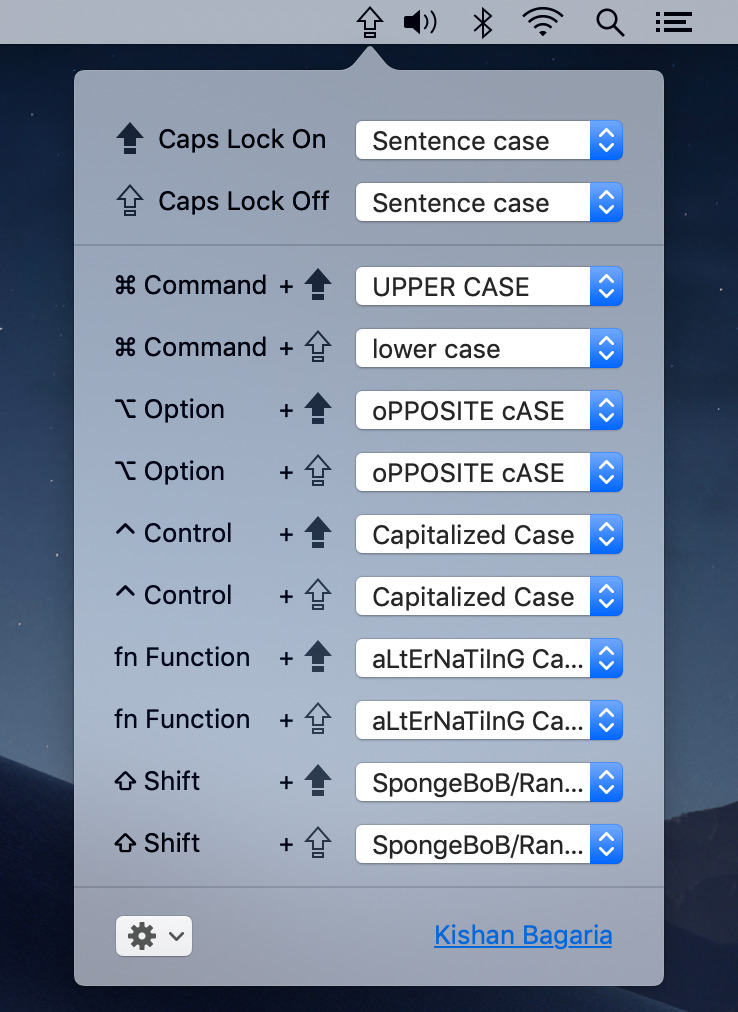 Caps Lock On Sentence case
Caps Lock Off Sentence case
⌘ Command + UPPER CASE
⌘ Command + lower case
⌥ Option + oPPOSITE cASE
⌥ Option + oPPOSITE cASE
^ Control + Capitalized Case
^ Control + Capitalized Case
fn Function + aLtErNaTiInG Ca...
fn Function + aLtErNaTiInG Ca...
⇧ Shift + SpongeBoB/Ran...
⇧ Shift + SpongeBoB/Ran...
Kishan Bagaria